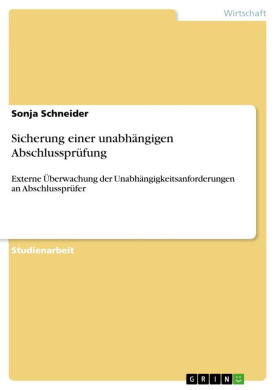 Wirtschaft
Sonja Schneider
Sicherung einer unabhängigen
Abschlussprüfung
Externe Überwachung der Unabhängigkeitsanforderungen
an Abschlussprüfer
Studienarbeit
GRIN